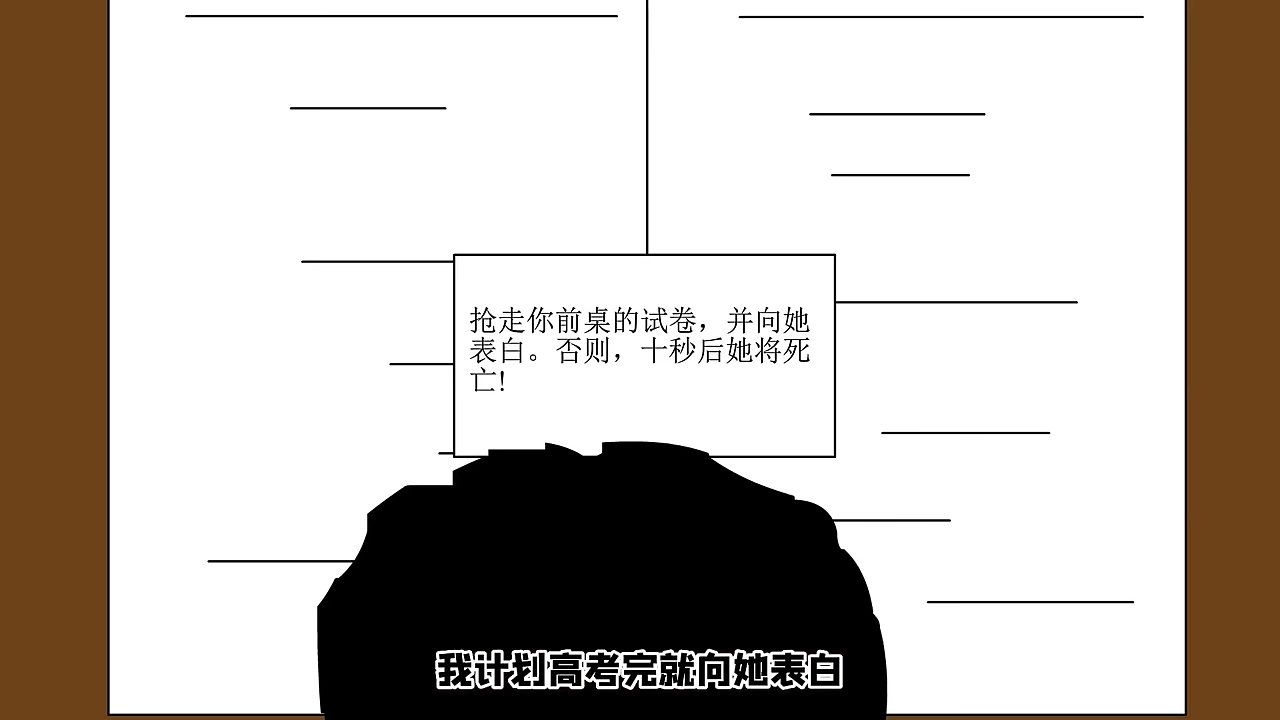 抢走你前桌的试卷，并向她
表白。否则，十秒后她将死
亡!
我计划高考完就向她表白